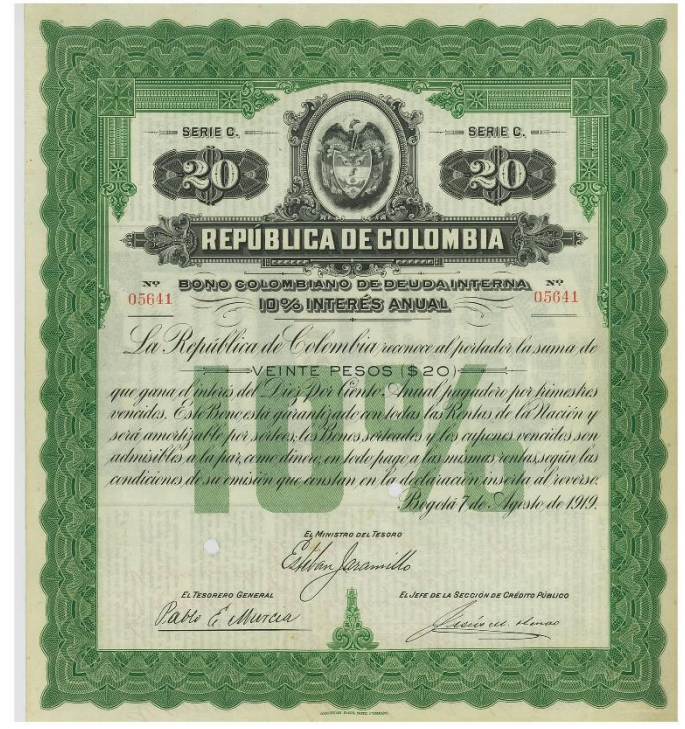 SERIE C. SERIE C.
20 20
REPÚBLICA DE COLOMBIA
Nº BONO COLOMBIANO DE DEUDA INTERNA Nº
05641 10% INTERÉS ANUAL 05641
La República de Colombia reconoce al portador la suma de
VEINTE PESOS ($20)
que gana el interés del Diez Por Ciento Anual pagadero por trimestres
vencidos. Este Bono está garantizado con todas las Rentas de la Nación y
será amortizable por sorteos; los Bonos sorteados y los cupones vencidos son
admisibles a la par, como dinero, en todo pago a las mismas rentas, según las
condiciones de su emisión que constan en la declaración inserta al reverso.
10%
Bogotá 7 de Agosto de 1919.
EL MINISTRO DEL TESORO
Esteban Jaramillo
EL TESORERO GENERAL EL JEFE DE LA SECCIÓN DE CRÉDITO PÚBLICO
Pablo E. Murcia Jesús M.
AMERICAN BANK NOTE COMPANY.